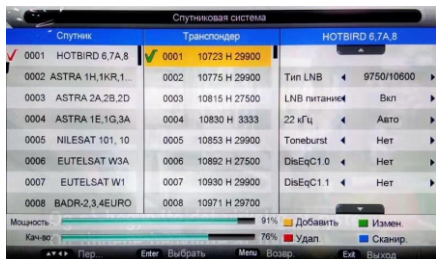 Спутниковая система
Спутник
Транспондер
HOTBIRD 6,7A,8
0001 HOTBIRD 6,7A,8
0002 ASTRA 1H,1KR,1...
0003 ASTRA 2A,2B,2D
0004 ASTRA 1E,1G,3A
0005 NILESAT 101, 10
0006 EUTELSAT W3A
0007 EUTELSAT W1
0008 BADR-2,3,4EURO
0001 10723 H 29900
0002 10775 H 29900
0003 10815 H 27500
0004 10830 H 3333
0005 10853 H 29900
0006 10892 H 27500
0007 10930 H 29900
0008 10971 H 29700
Тип LNB 9750/10600
LNB питание Вкл
22 кГц Авто
Toneburst Нет
DisEqC1.0 Нет
DisEqC1.1 Нет
Мощность 91%
Кач-во 76%
Добавить Измен.
Удал. Сканир.
Пер... Enter Выбрать Menu Возвр. Exit Выход